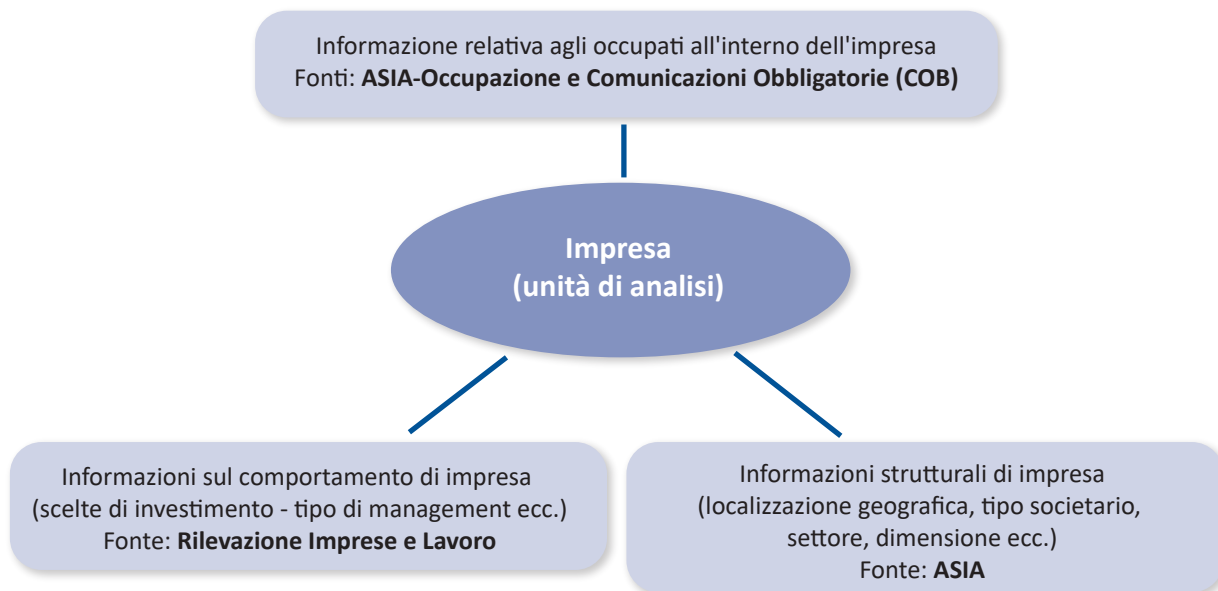 Informazione relativa agli occupati all'interno dell'impresa
Fonti: ASIA-Occupazione e Comunicazioni Obbligatorie (COB)
Impresa
(unità di analisi)
Informazioni sul comportamento di impresa
(scelte di investimento - tipo di management ecc.)
Fonte: Rilevazione Imprese e Lavoro
Informazioni strutturali di impresa
(localizzazione geografica, tipo societario,
settore, dimensione ecc.)
Fonte: ASIA